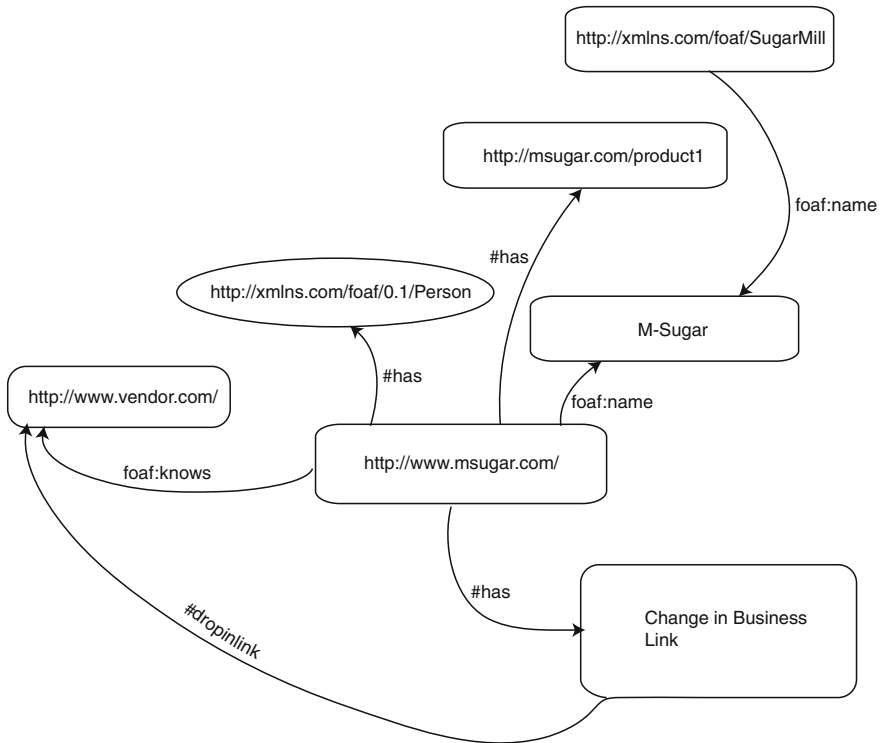 http://xmlns.com/foaf/SugarMill
http://msugar.com/product1
foaf:name
#has
http://xmlns.com/foaf/0.1/Person
M-Sugar
#has
http://www.vendor.com/
foaf:name
http://www.msugar.com/
foaf:knows
#has
#dropinlink
Change in Business
Link